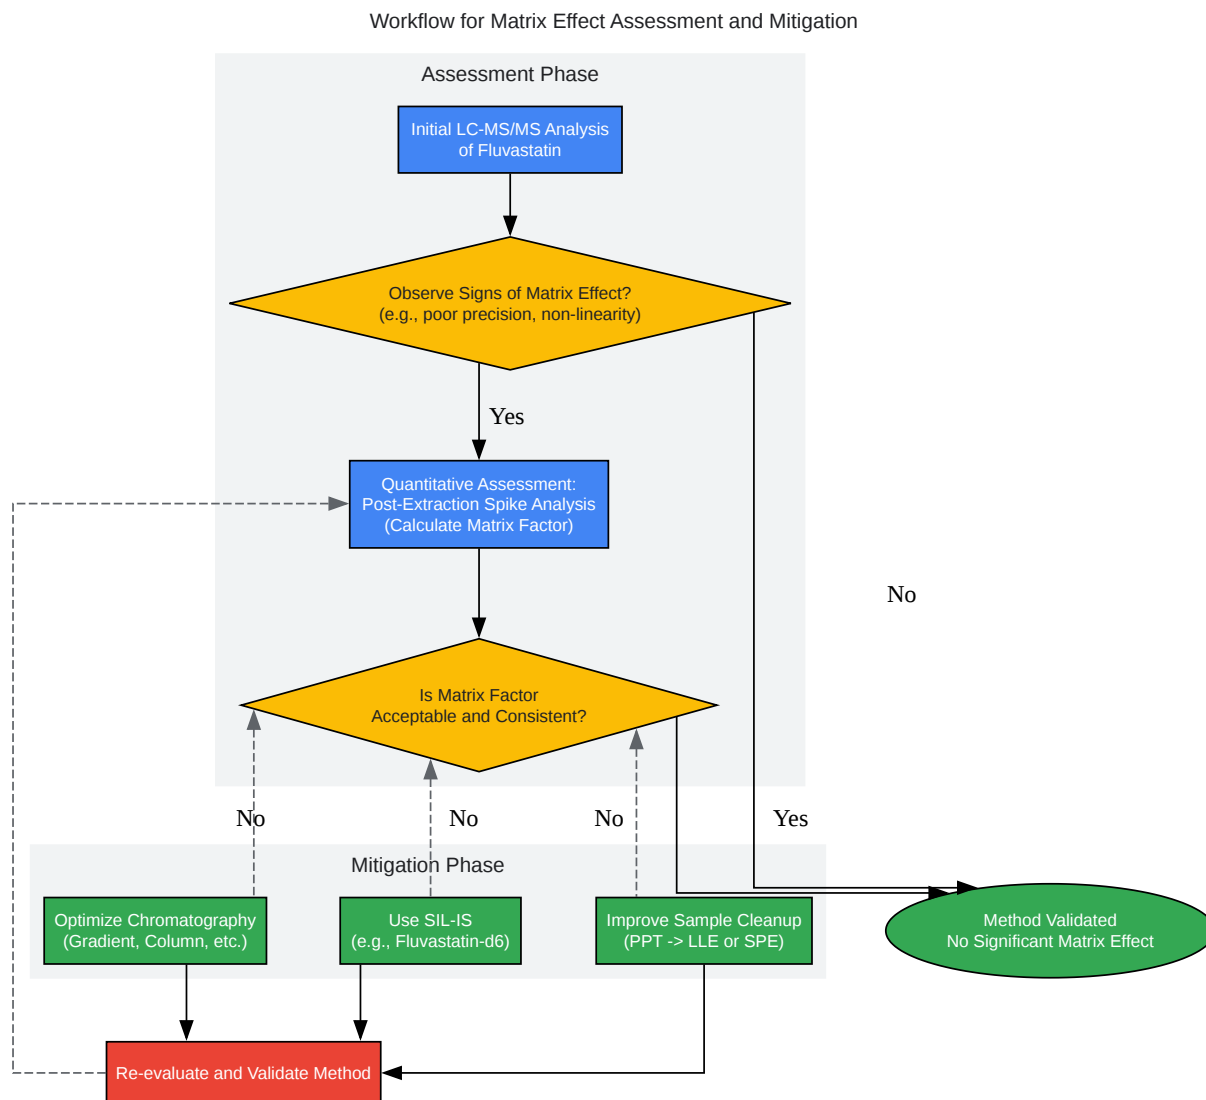 Workflow for Matrix Effect Assessment and Mitigation
Assessment Phase
Initial LC-MS/MS Analysis
of Fluvastatin
Observe Signs of Matrix Effect?
(e.g., poor precision, non-linearity)
Yes
Quantitative Assessment:
Post-Extraction Spike Analysis
(Calculate Matrix Factor)
No
Is Matrix Factor
Acceptable and Consistent?
No
No
No
Yes
Mitigation Phase
Optimize Chromatography
(Gradient, Column, etc.)
Use SIL-IS
(e.g., Fluvastatin-d6)
Improve Sample Cleanup
(PPT -> LLE or SPE)
Method Validated
No Significant Matrix Effect
Re-evaluate and Validate Method